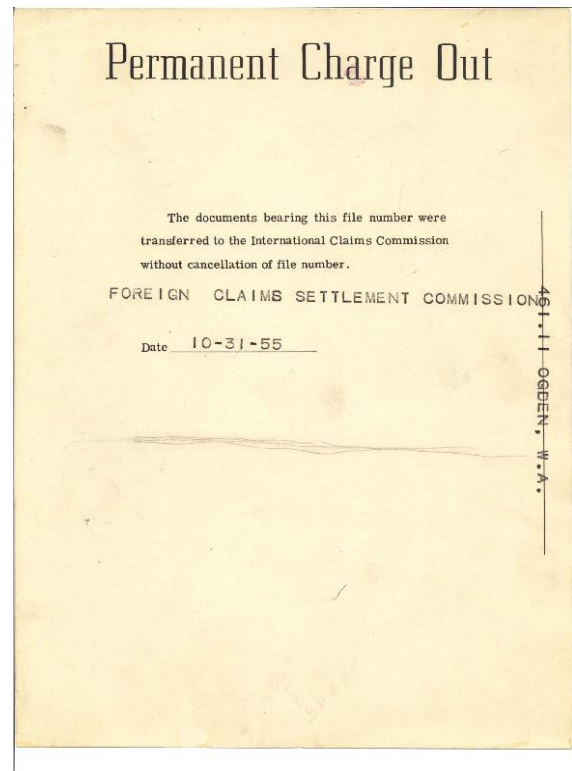 Permanent Charge Out
The documents bearing this file number were
transferred to the International Claims Commission
without cancellation of file number.
FOREIGN CLAIMS SETTLEMENT COMMISSION
Date 10-31-55
461.11 OGDEN, W.A.